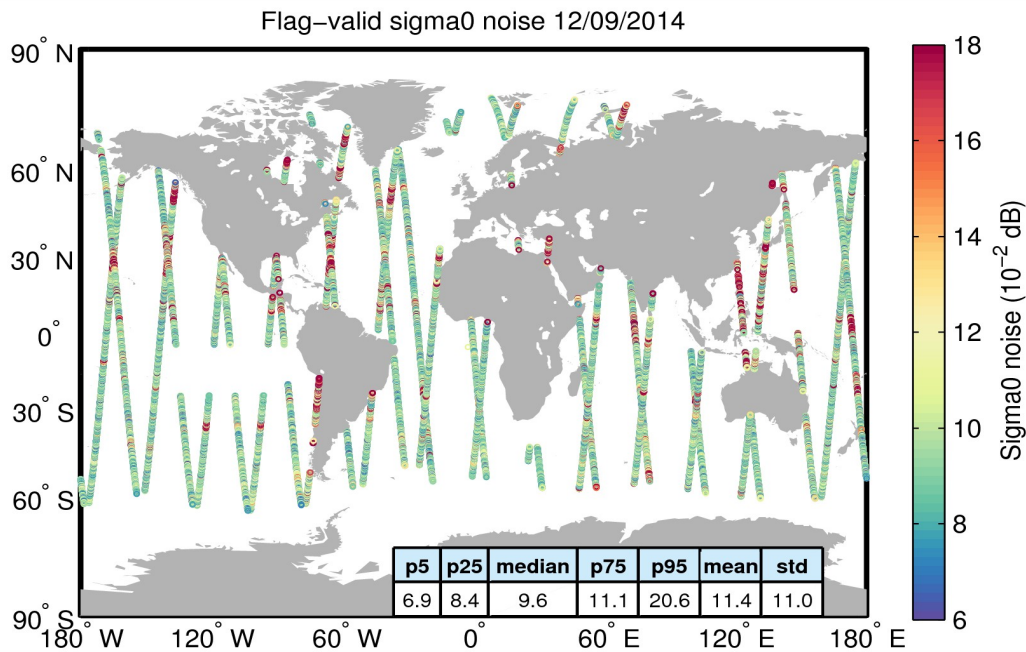 Flag−valid sigma0 noise 12/09/2014
90° N
60° N
30° N
0°
30° S
60° S
90° S
180° W
120° W
60° W
0°
60° E
120° E
180° E
p5 p25 median p75 p95 mean std
6.9 8.4 9.6 11.1 20.6 11.4 11.0
18
16
14
12
10
8
6
Sigma0 noise (10⁻² dB)